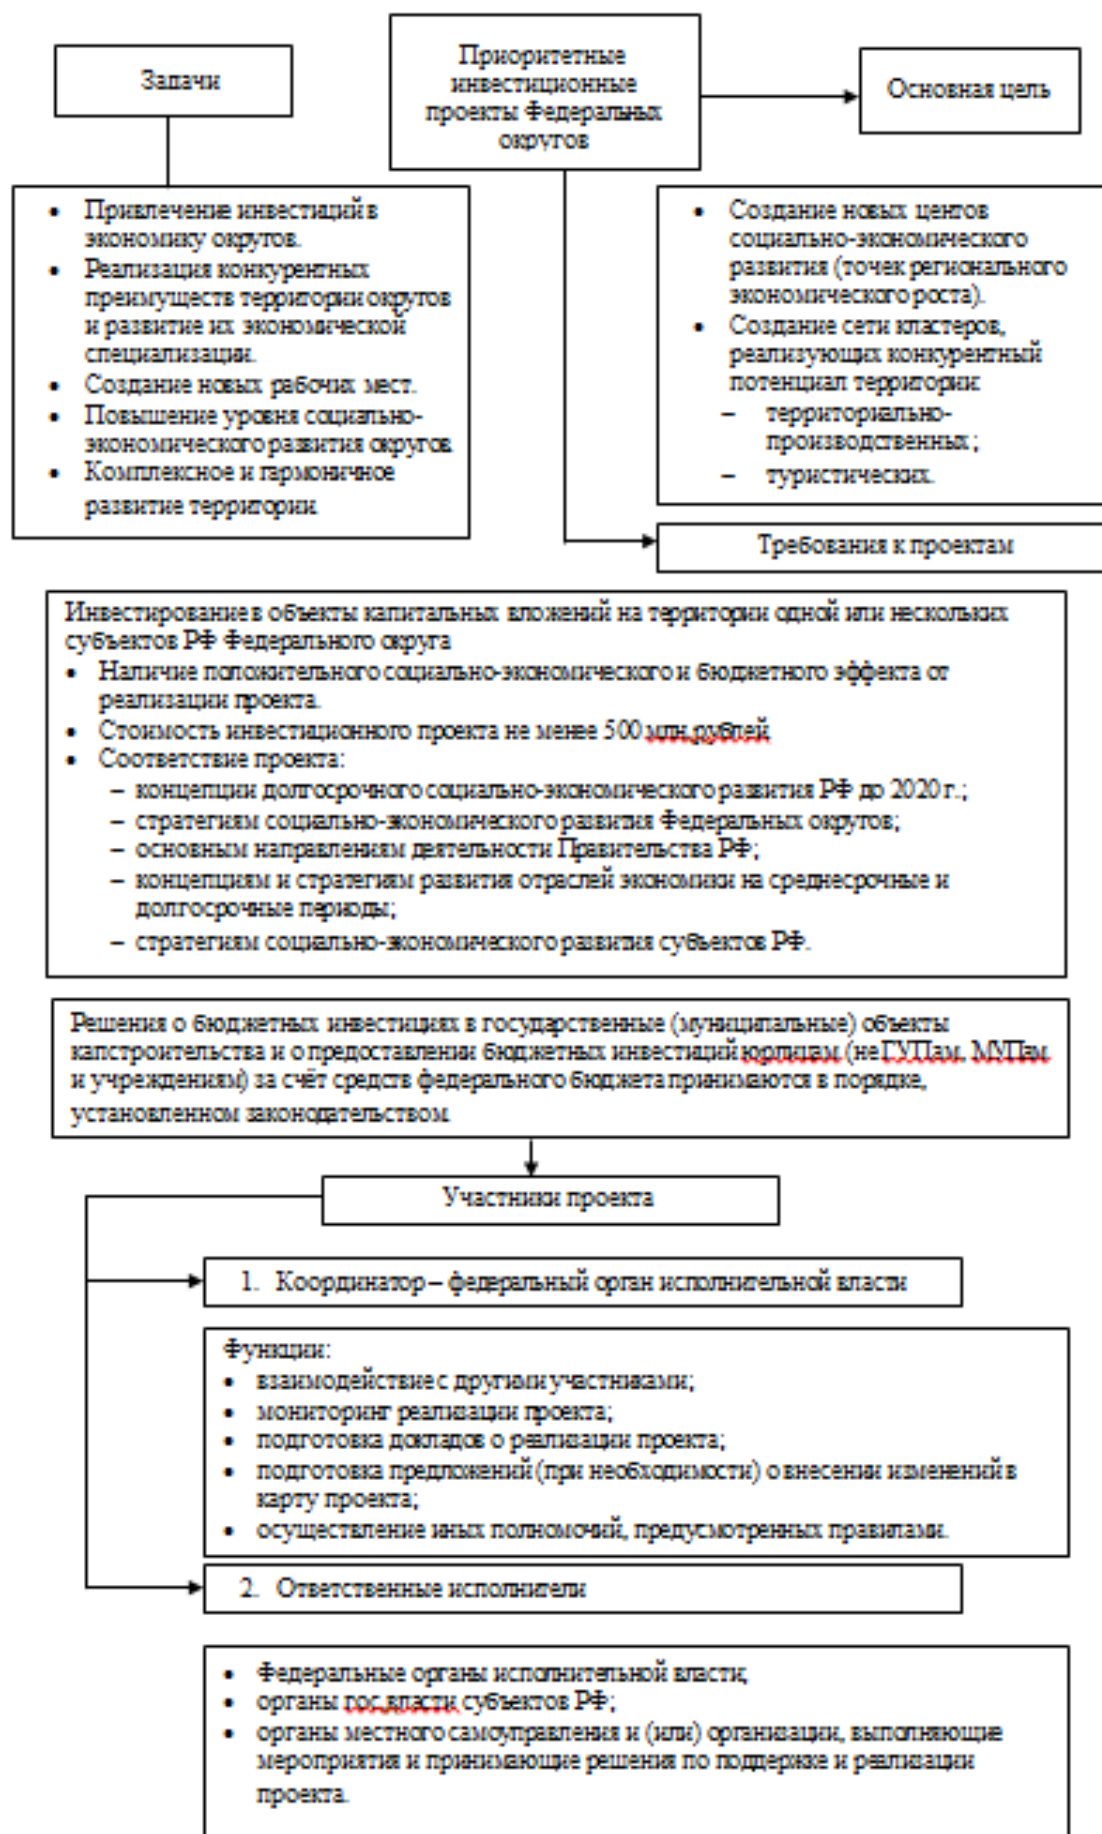 Задачи
Приоритетные
инвестиционные
проекты Федеральных
округов
Основная цель
• Привлечение инвестиций в
экономику округов.
• Реализация конкурентных
преимуществ территории округов
и развитие их экономической
специализации.
• Создание новых рабочих мест.
• Повышение уровня социально-
экономического развития округов
• Комплексное и гармоничное
развитие территории
• Создание новых центов
социально-экономического
развития (точек регионального
экономического роста).
• Создание сети кластеров,
реализующих конкурентный
потенциал территории
– территориально-
производственных;
– туристических.
Требования к проектам
Инвестирование в объекты капитальных вложений на территории одной или нескольких
субъектов РФ Федерального округа
• Наличие положительного социально-экономического и бюджетного эффекта от
реализации проекта.
• Стоимость инвестиционного проекта не менее 500 млн.рублей
• Соответствие проекта:
– концепции долгосрочного социально-экономического развития РФ до 2020 г.;
– стратегиям социально-экономического развития Федеральных округов;
– основным направлениям деятельности Правительства РФ;
– концепциям и стратегиям развития отраслей экономики на среднесрочные и
долгосрочные периоды;
– стратегиям социально-экономического развития субъектов РФ.
Решения о бюджетных инвестициях в государственные (муниципальные) объекты
капстроительства и о предоставлении бюджетных инвестиций юрлицам (не ГУПам, МУПам
и учреждениям) за счёт средств федерального бюджета принимаются в порядке,
установленном законодательством
Участники проекта
1. Координатор – федеральный орган исполнительной власти
Функции:
• взаимодействие с другими участниками;
• мониторинг реализации проекта;
• подготовка докладов о реализации проекта;
• подготовка предложений (при необходимости) о внесении изменений в
карту проекта;
• осуществление иных полномочий, предусмотренных правилами.
2. Ответственные исполнители
• Федеральные органы исполнительной власти;
• органы гос.власти субъектов РФ;
• органы местного самоуправления и (или) организации, выполняющие
мероприятия и принимающие решения по поддержке и реализации
проекта.